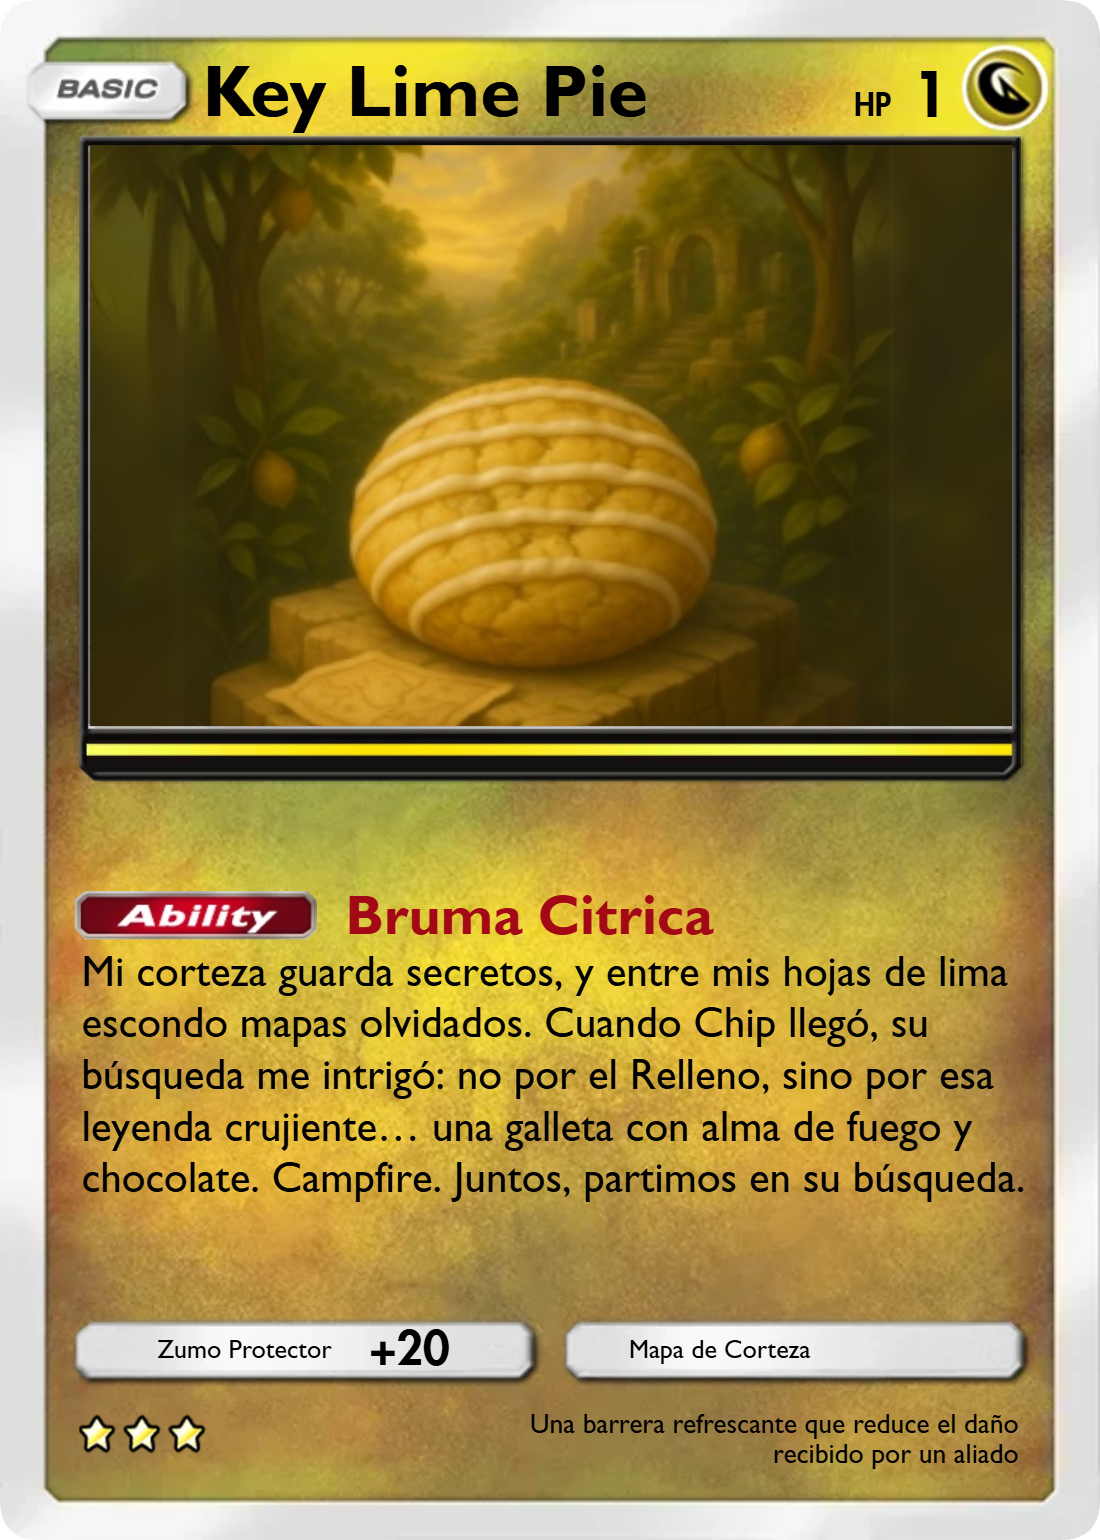 BASIC
Key Lime Pie
HP 1
Ability
Bruma Citrica
Mi corteza guarda secretos, y entre mis hojas de lima
escondo mapas olvidados. Cuando Chip llegó, su
búsqueda me intrigó: no por el Relleno, sino por esa
leyenda crujiente… una galleta con alma de fuego y
chocolate. Campfire. Juntos, partimos en su búsqueda.
Zumo Protector +20
Mapa de Corteza
Una barrera refrescante que reduce el daño
recibido por un aliado